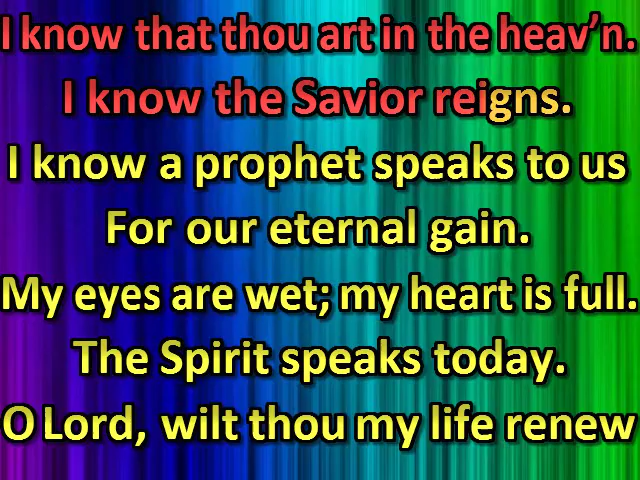 I know that thou art in the heav’n.
I know the Savior reigns.
I know a prophet speaks to us
For our eternal gain.
My eyes are wet; my heart is full.
The Spirit speaks today.
O Lord, wilt thou my life renew